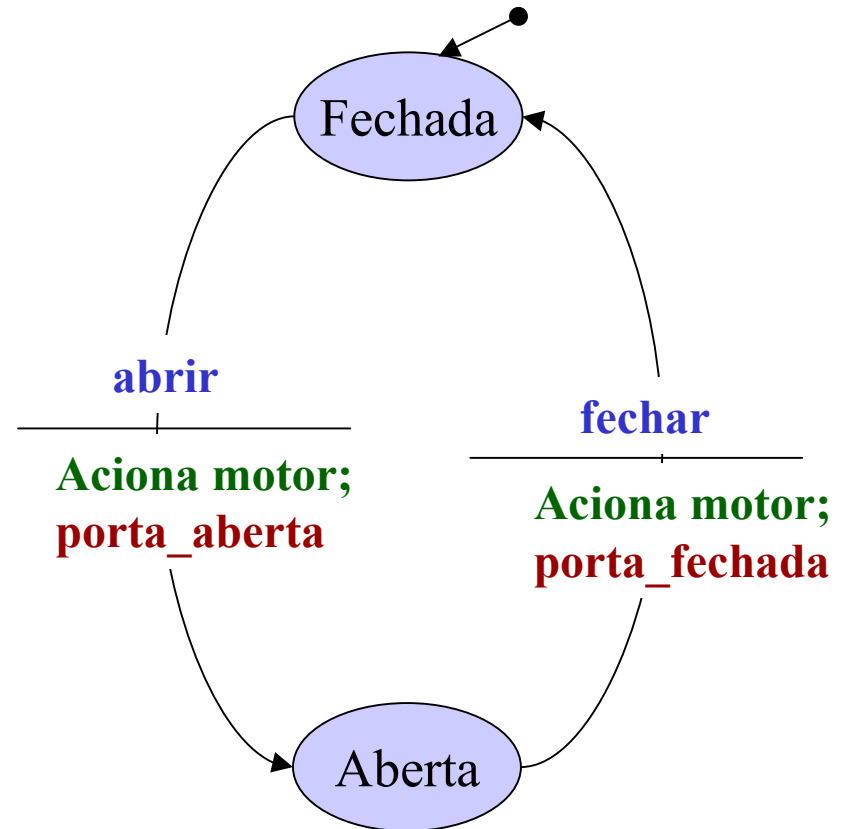 Fechada
abrir
Aciona motor;
porta_aberta
fechar
Aciona motor;
porta_fechada
Aberta